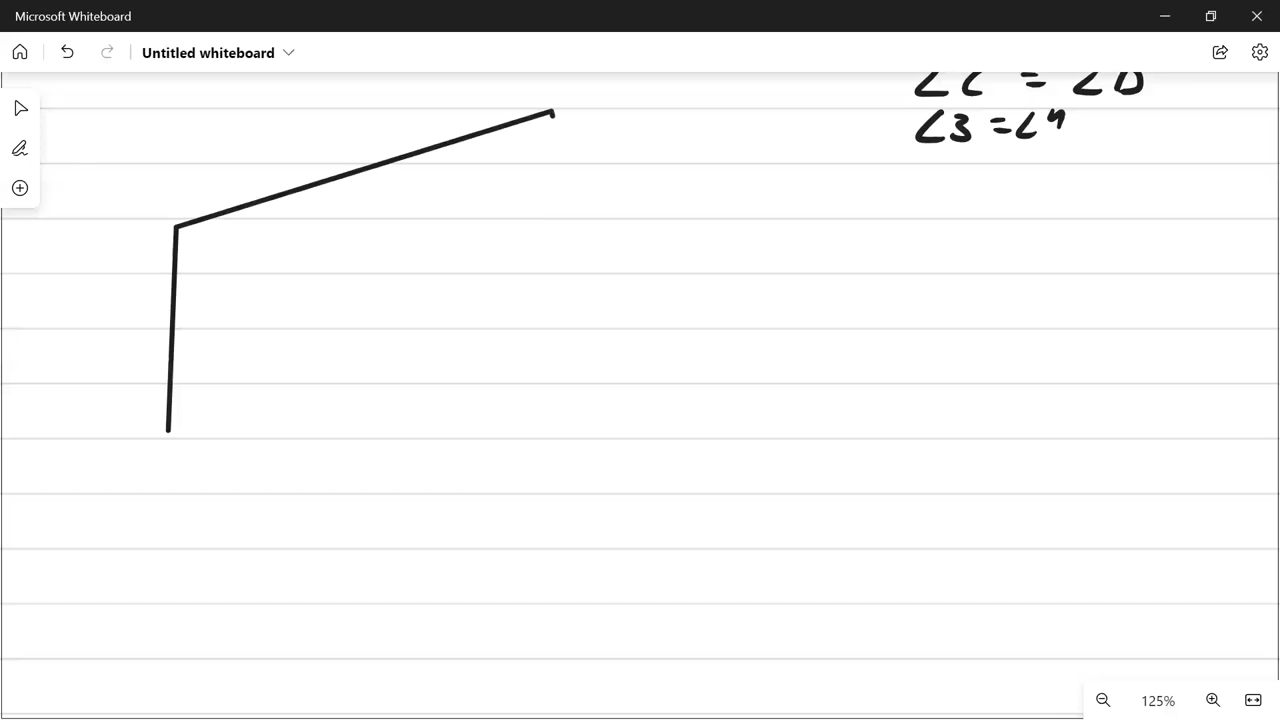 Microsoft Whiteboard
Untitled whiteboard
∠C = ∠D
∠3 = ∠4
125%